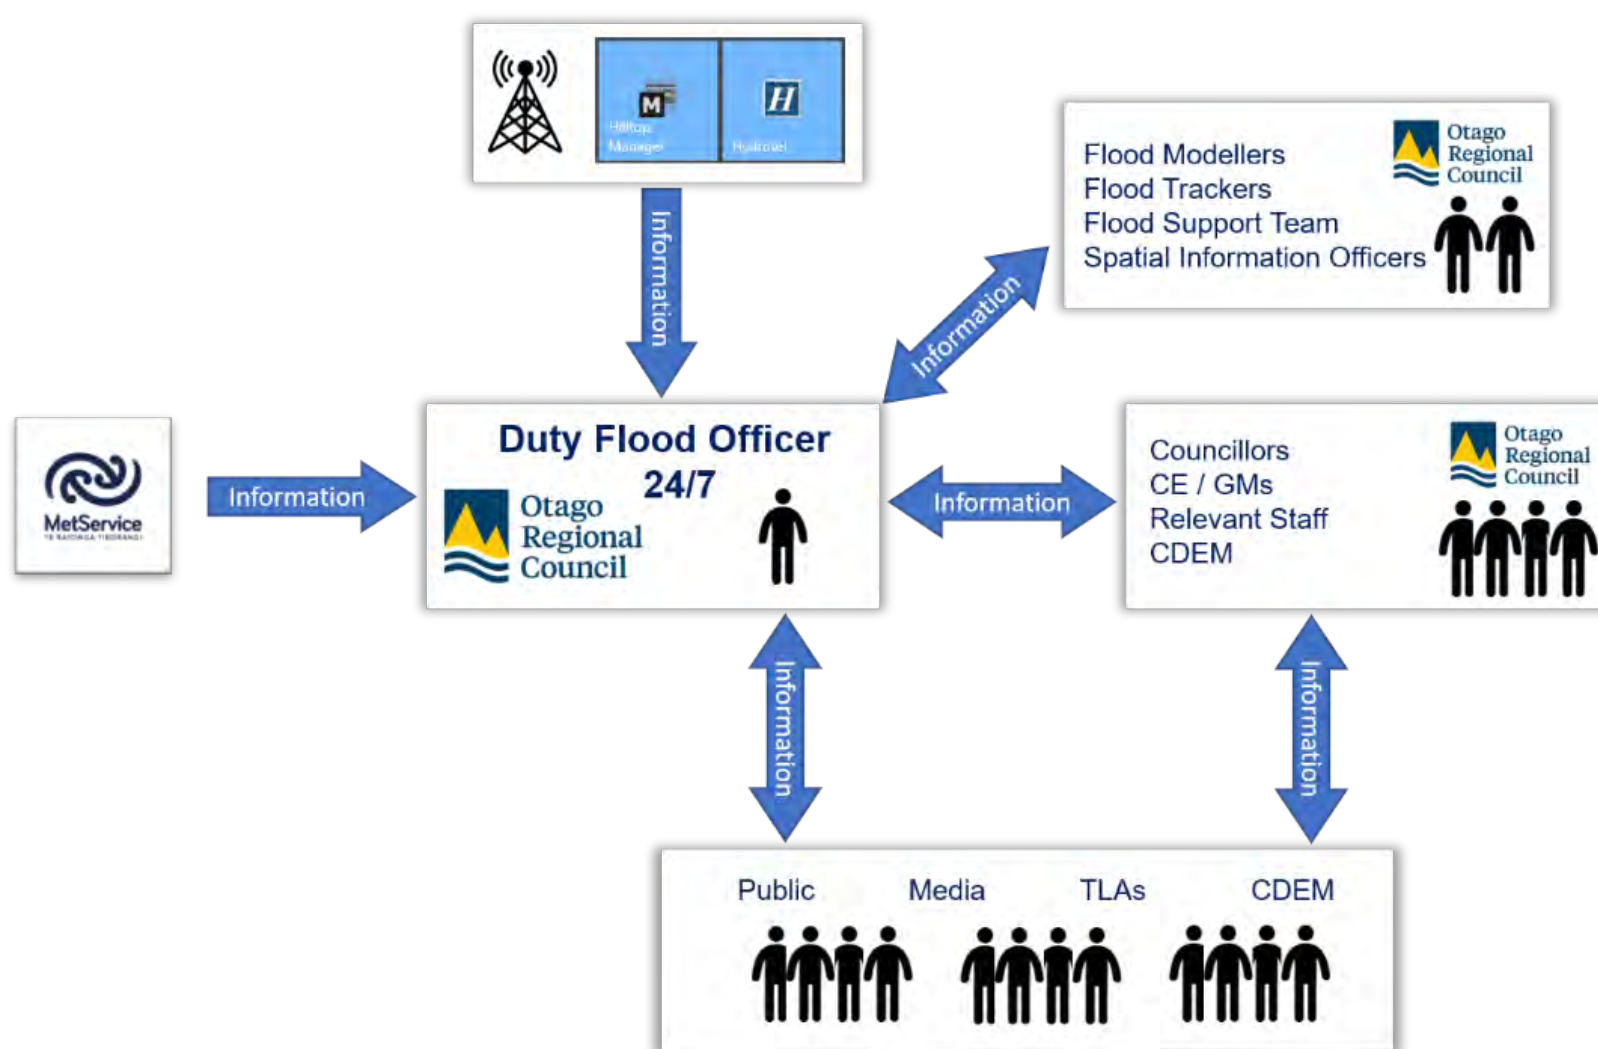 M
H
Hilltop
Manager
Hydrotel
Information
Flood Modellers
Flood Trackers
Flood Support Team
Spatial Information Officers
Otago
Regional
Council
Information
MetService
Information
Duty Flood Officer
24/7
Otago
Regional
Council
Information
Councillors
CE / GMs
Relevant Staff
CDEM
Otago
Regional
Council
Information
Information
Public Media TLAs CDEM